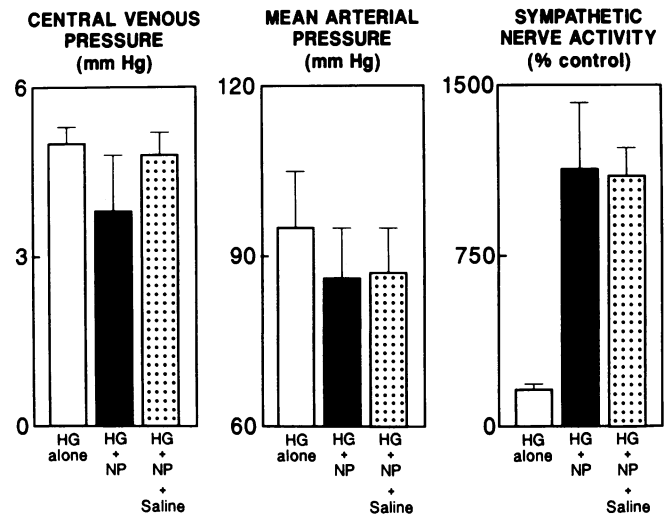 CENTRAL VENOUS
PRESSURE
(mm Hg)
6
3
0
HG
alone
HG
+
NP
HG
+
NP
+
Saline
MEAN ARTERIAL
PRESSURE
(mm Hg)
120
90
60
HG
alone
HG
+
NP
HG
+
NP
+
Saline
SYMPATHETIC
NERVE ACTIVITY
(% control)
1500
750
0
HG
alone
HG
+
NP
HG
+
NP
+
Saline